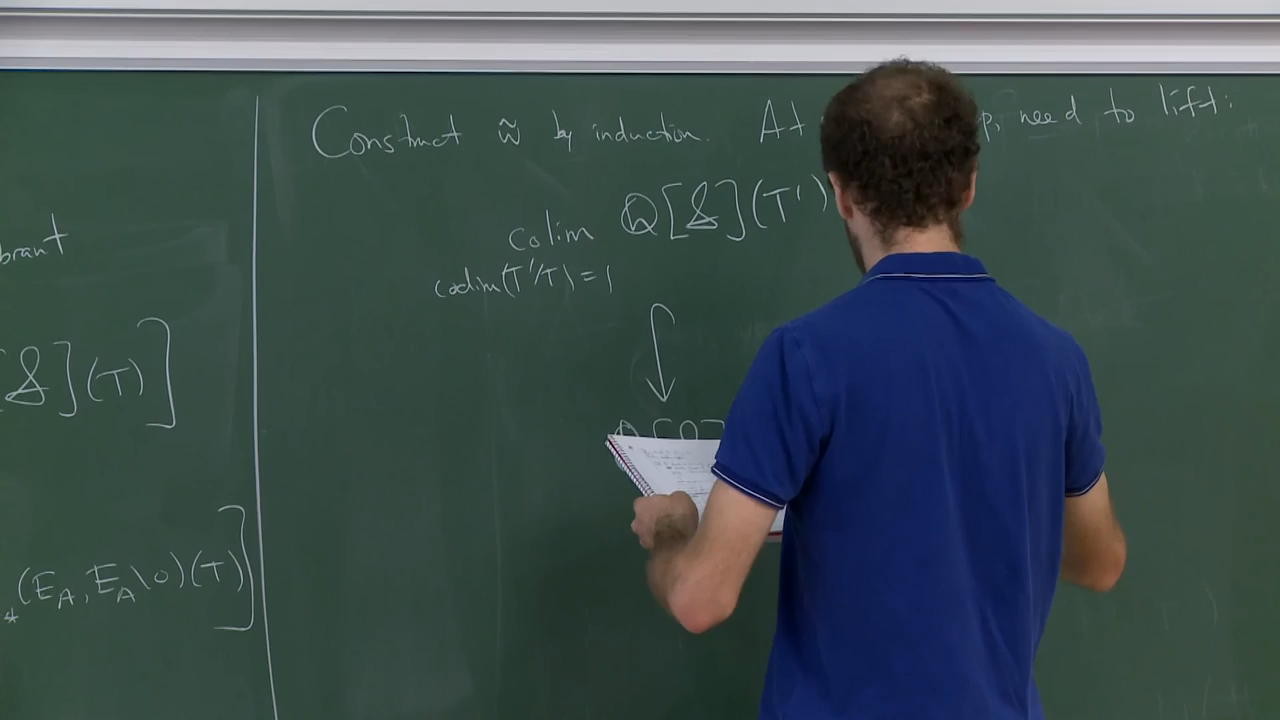 brant
&](T)]
*(E_A, E_A\0)(T)]
Construct w̃ by induction. At p, need to lift:
colim Q[&](T')
codim(T'/T)=1